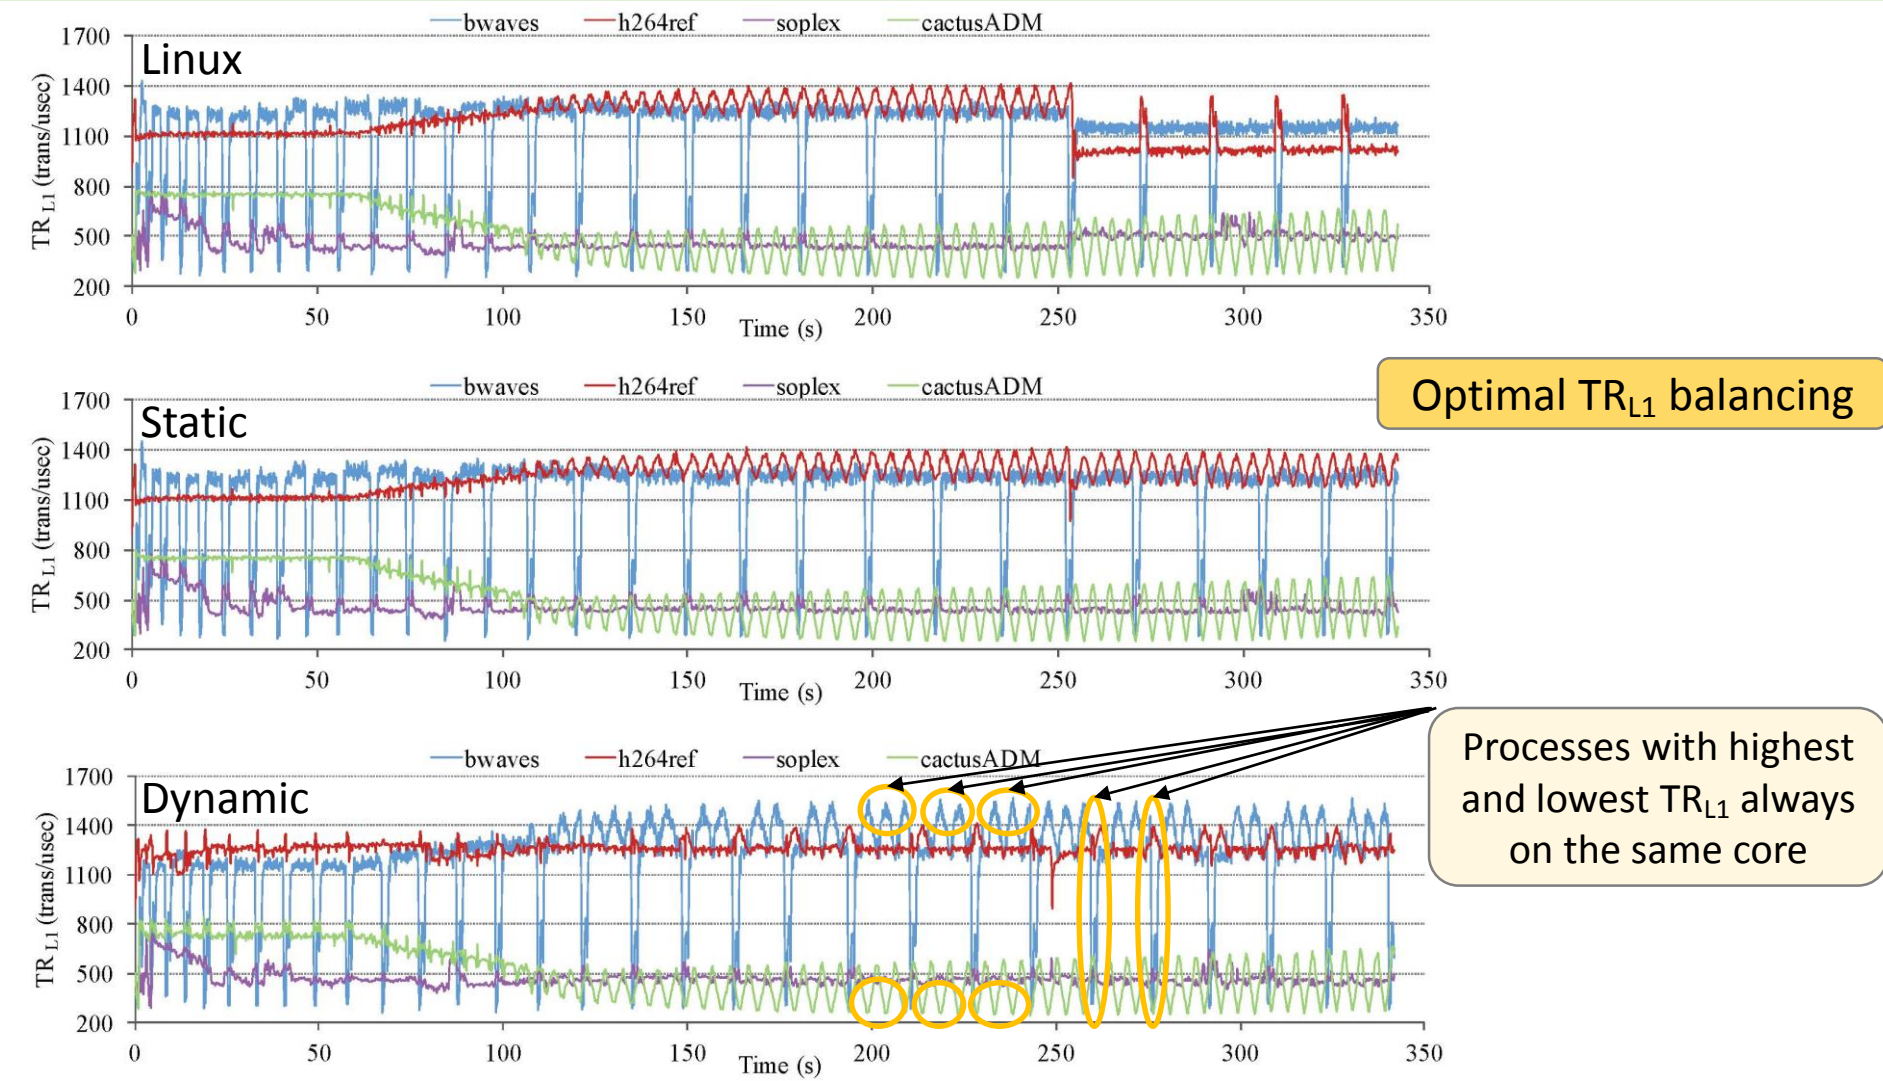 bwaves h264ref soplex cactusADM
Linux
TR L1 (trans/usec)
1700
1400
1100
800
500
200
0 50 100 150 200 250 300 350
Time (s)
bwaves h264ref soplex cactusADM
Static
TR L1 (trans/usec)
1700
1400
1100
800
500
200
0 50 100 150 200 250 300 350
Time (s)
Optimal TRL1 balancing
bwaves h264ref soplex cactusADM
Dynamic
TR L1 (trans/usec)
1700
1400
1100
800
500
200
0 50 100 150 200 250 300 350
Time (s)
Processes with highest
and lowest TRL1 always
on the same core